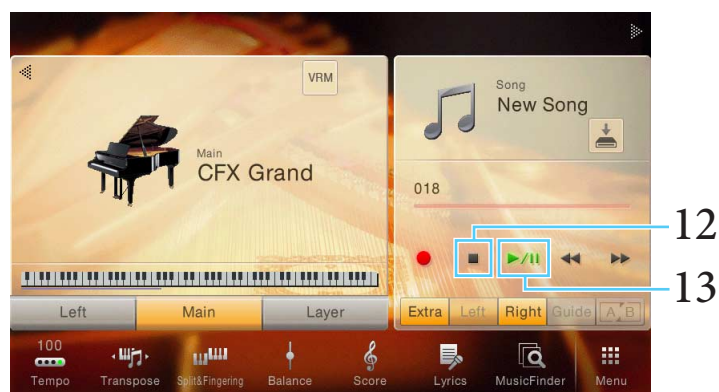 VRM
Main
CFX Grand
Left
Main
Layer
Song
New Song
018
12
13
Extra
Left
Right
Guide
A B
100
Tempo
Transpose
Split&Fingering
Balance
Score
Lyrics
MusicFinder
Menu